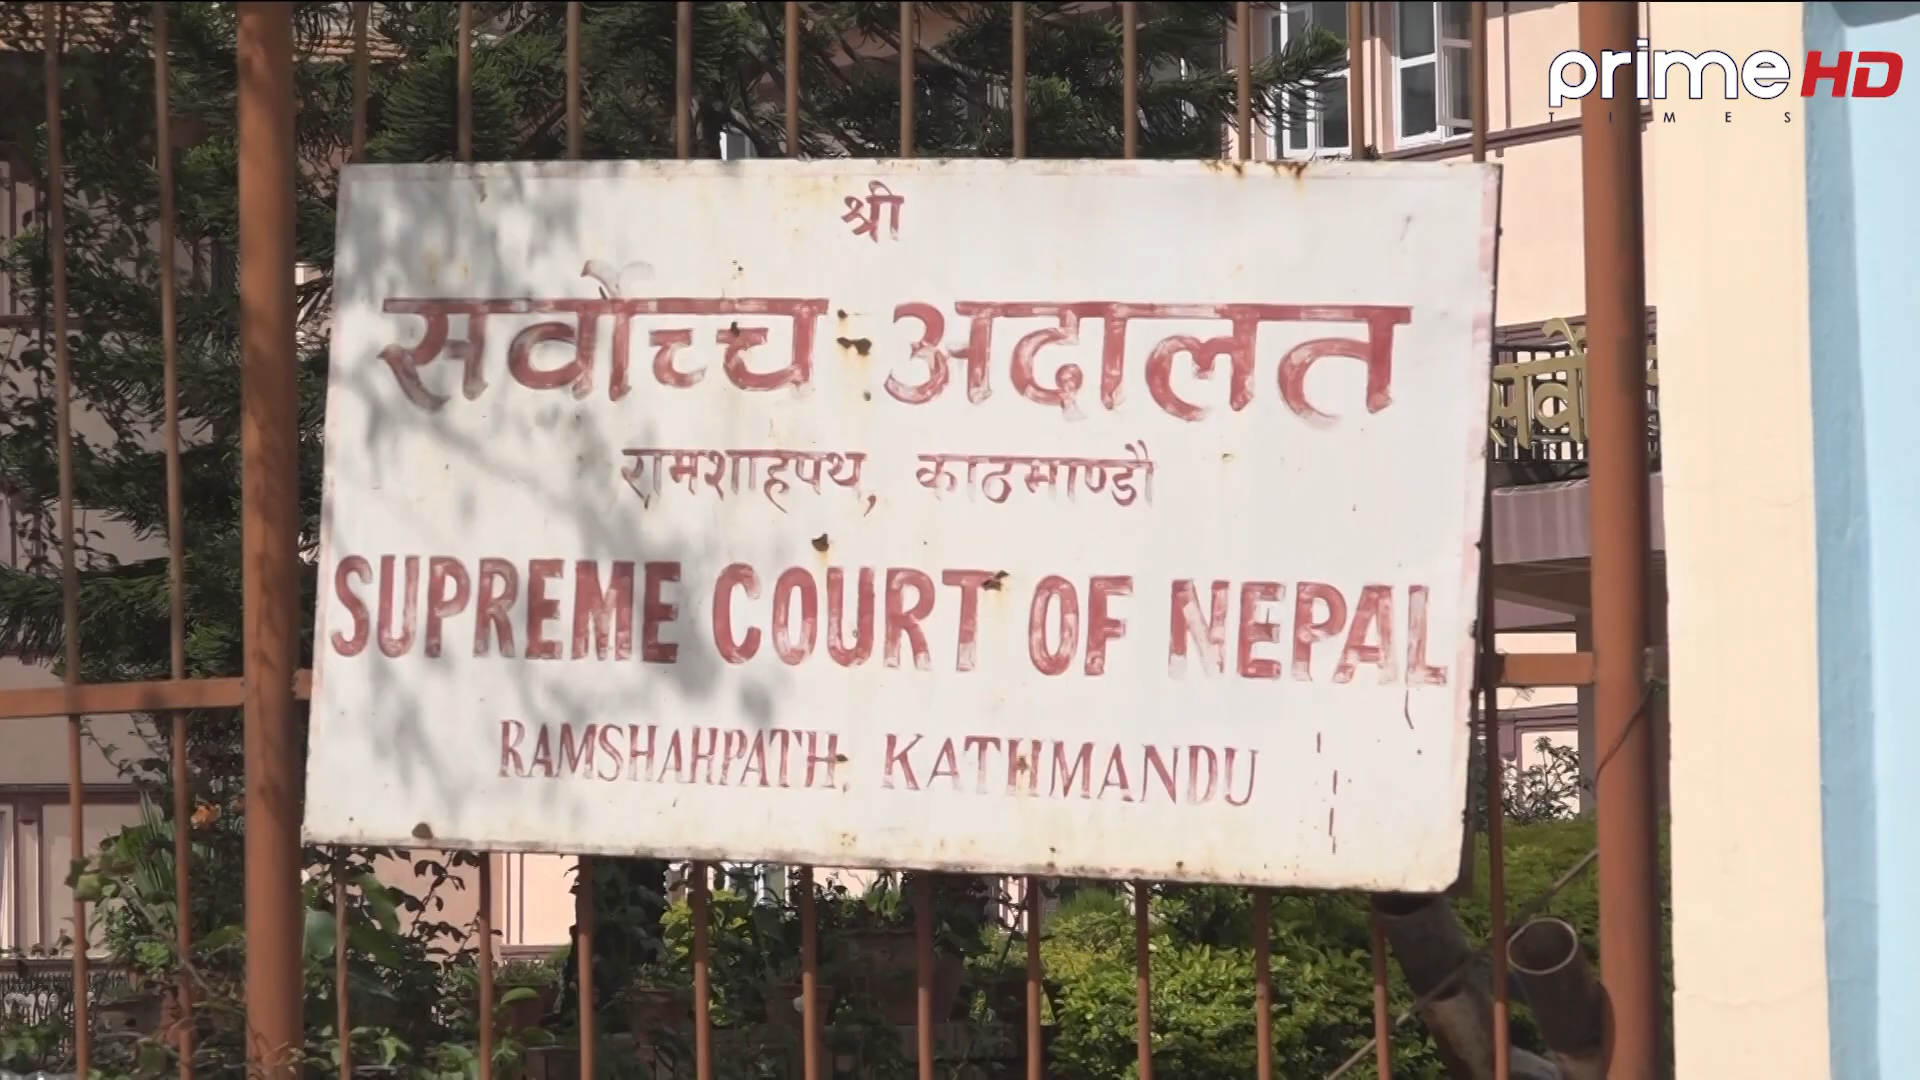 prime HD
TIMES
श्री
सर्वोच्च अदालत
रामशाहपथ, काठमाण्डौ
SUPREME COURT OF NEPAL
RAMSHAHPATH, KATHMANDU